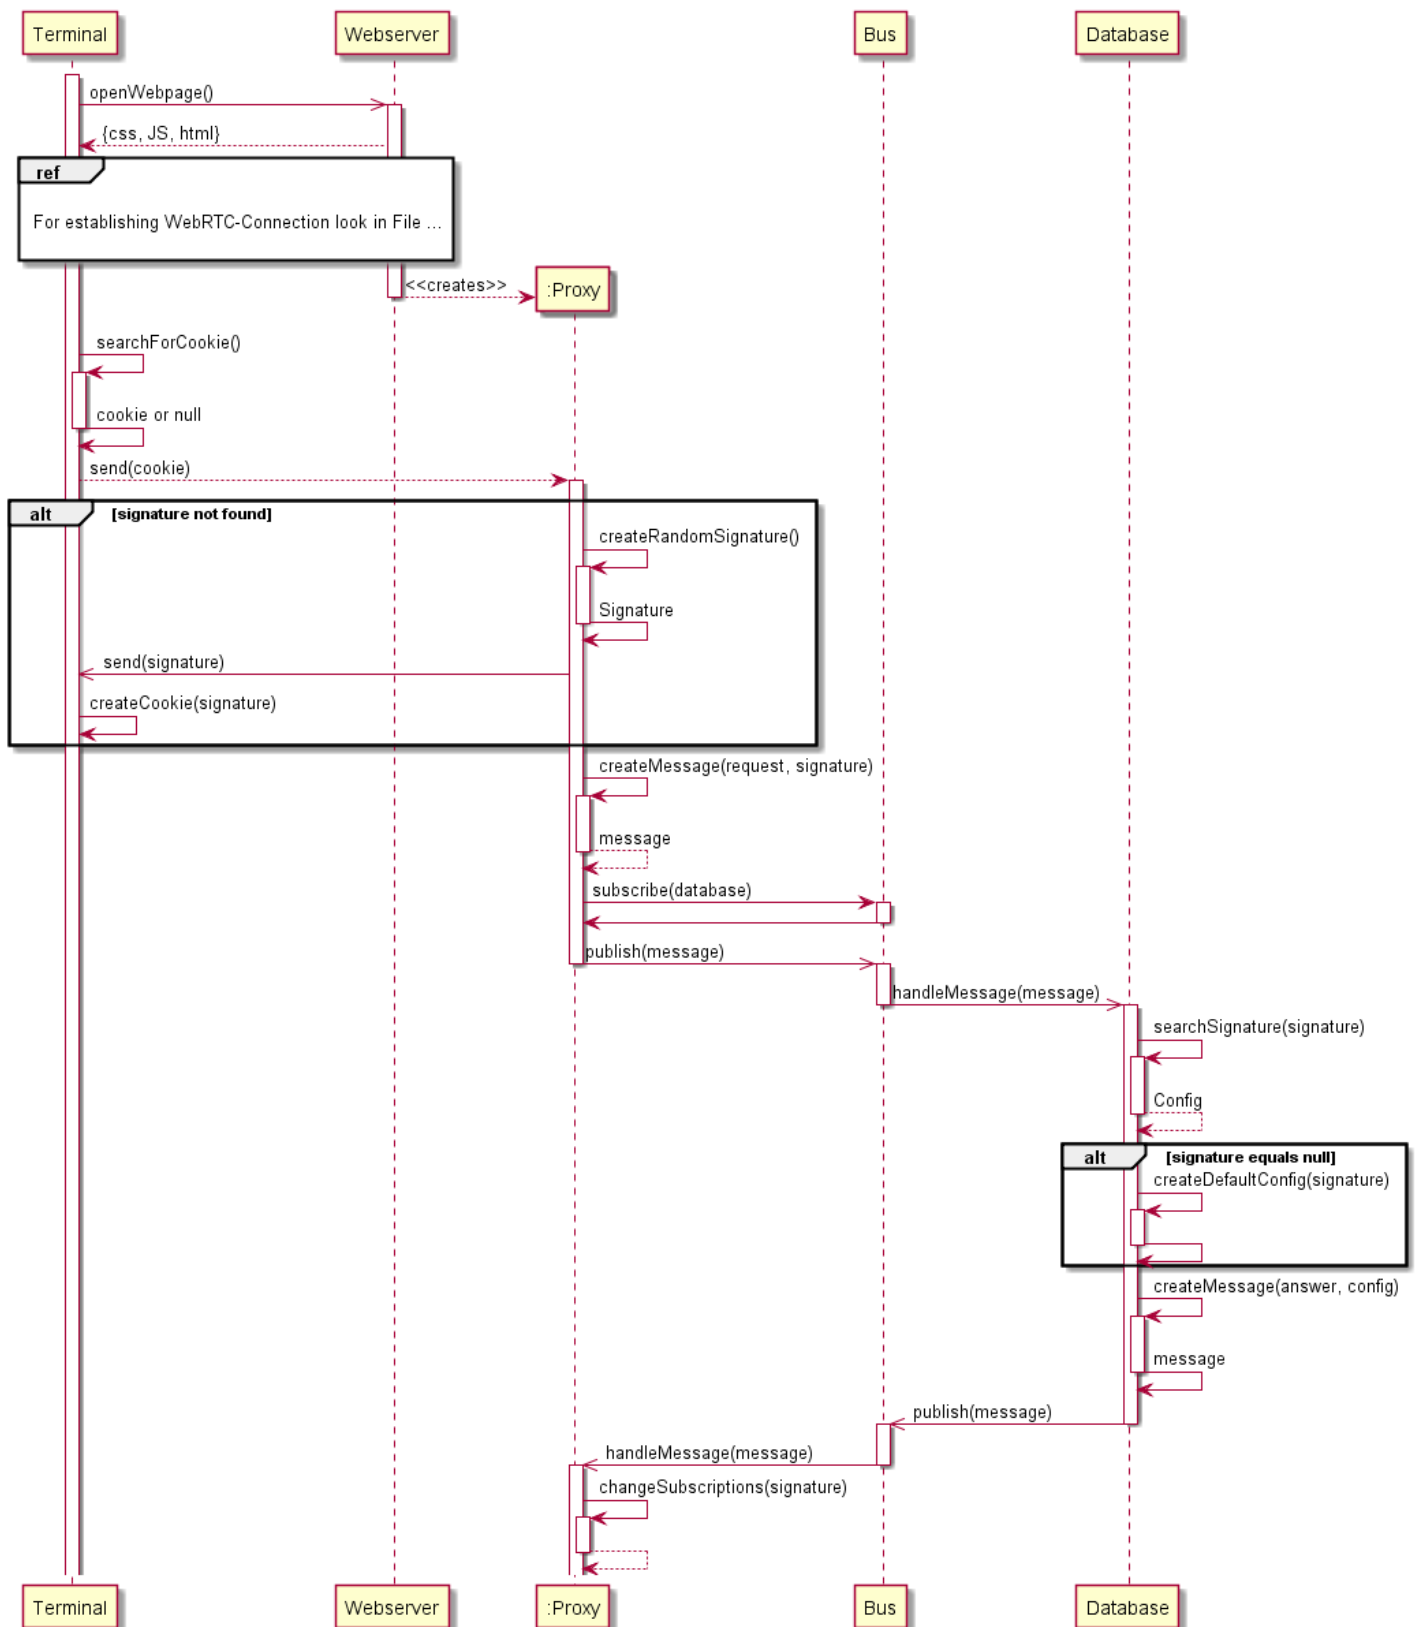 Terminal
Webserver
Bus
Database
openWebpage()
{css, JS, html}
ref
For establishing WebRTC-Connection look in File ...
<<creates>>
:Proxy
searchForCookie()
cookie or null
send(cookie)
alt
[signature not found]
createRandomSignature()
Signature
send(signature)
createCookie(signature)
createMessage(request, signature)
message
subscribe(database)
publish(message)
handleMessage(message)
searchSignature(signature)
Config
alt
[signature equals null]
createDefaultConfig(signature)
createMessage(answer, config)
message
publish(message)
handleMessage(message)
changeSubscriptions(signature)
Terminal
Webserver
:Proxy
Bus
Database